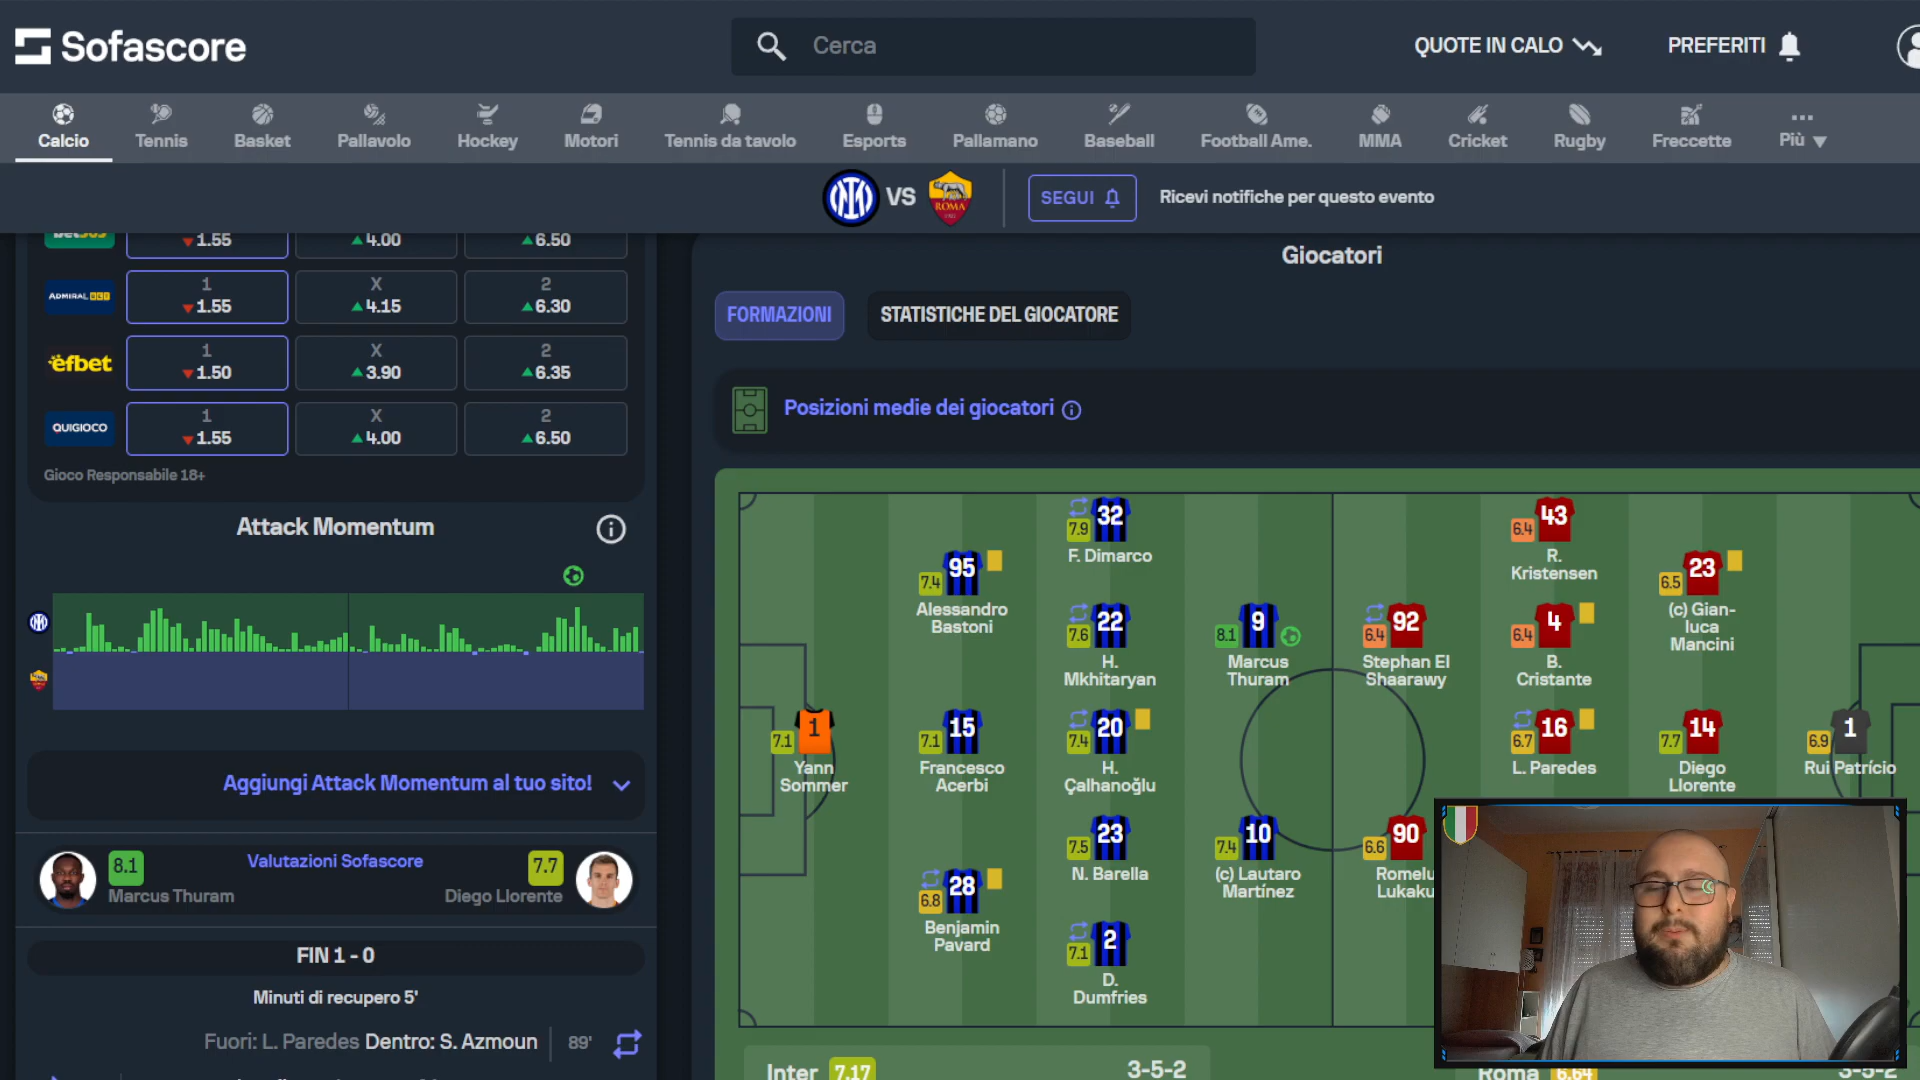 Sofascore
Cerca
QUOTE IN CALO
PREFERITI
Calcio
Tennis
Basket
Pallavolo
Hockey
Motori
Tennis da tavolo
Esports
Pallamano
Baseball
Football Ame.
MMA
Cricket
Rugby
Freccette
Più
VS
ROMA
SEGUI
Ricevi notifiche per questo evento
1.55
4.00
6.50
ADMIRAL BET
1
1.55
X
4.15
2
6.30
efbet
1
1.50
X
3.90
2
6.35
QUIGIOCO
1
1.55
X
4.00
2
6.50
Gioco Responsabile 18+
Attack Momentum
Aggiungi Attack Momentum al tuo sito!
8.1
Marcus Thuram
Valutazioni Sofascore
7.7
Diego Llorente
FIN 1 - 0
Minuti di recupero 5'
Fuori: L. Paredes Dentro: S. Azmoun
89'
Giocatori
FORMAZIONI
STATISTICHE DEL GIOCATORE
Posizioni medie dei giocatori
1
7.1
Yann
Sommer
95
7.4
Alessandro
Bastoni
15
7.1
Francesco
Acerbi
28
6.8
Benjamin
Pavard
32
7.9
F. Dimarco
22
7.6
H.
Mkhitaryan
20
7.4
H.
Çalhanoğlu
23
7.5
N. Barella
2
7.1
D.
Dumfries
9
8.1
Marcus
Thuram
10
7.4
(c) Lautaro
Martínez
92
6.4
Stephan El
Shaarawy
90
6.6
Romelu
Lukaku
43
6.4
R.
Kristensen
4
6.4
B.
Cristante
16
6.7
L. Paredes
23
6.5
(c) Gian-
luca
Mancini
14
7.7
Diego
Llorente
1
6.9
Rui Patrício
Inter 7.17
3-5-2
Roma 6.64
3-5-2